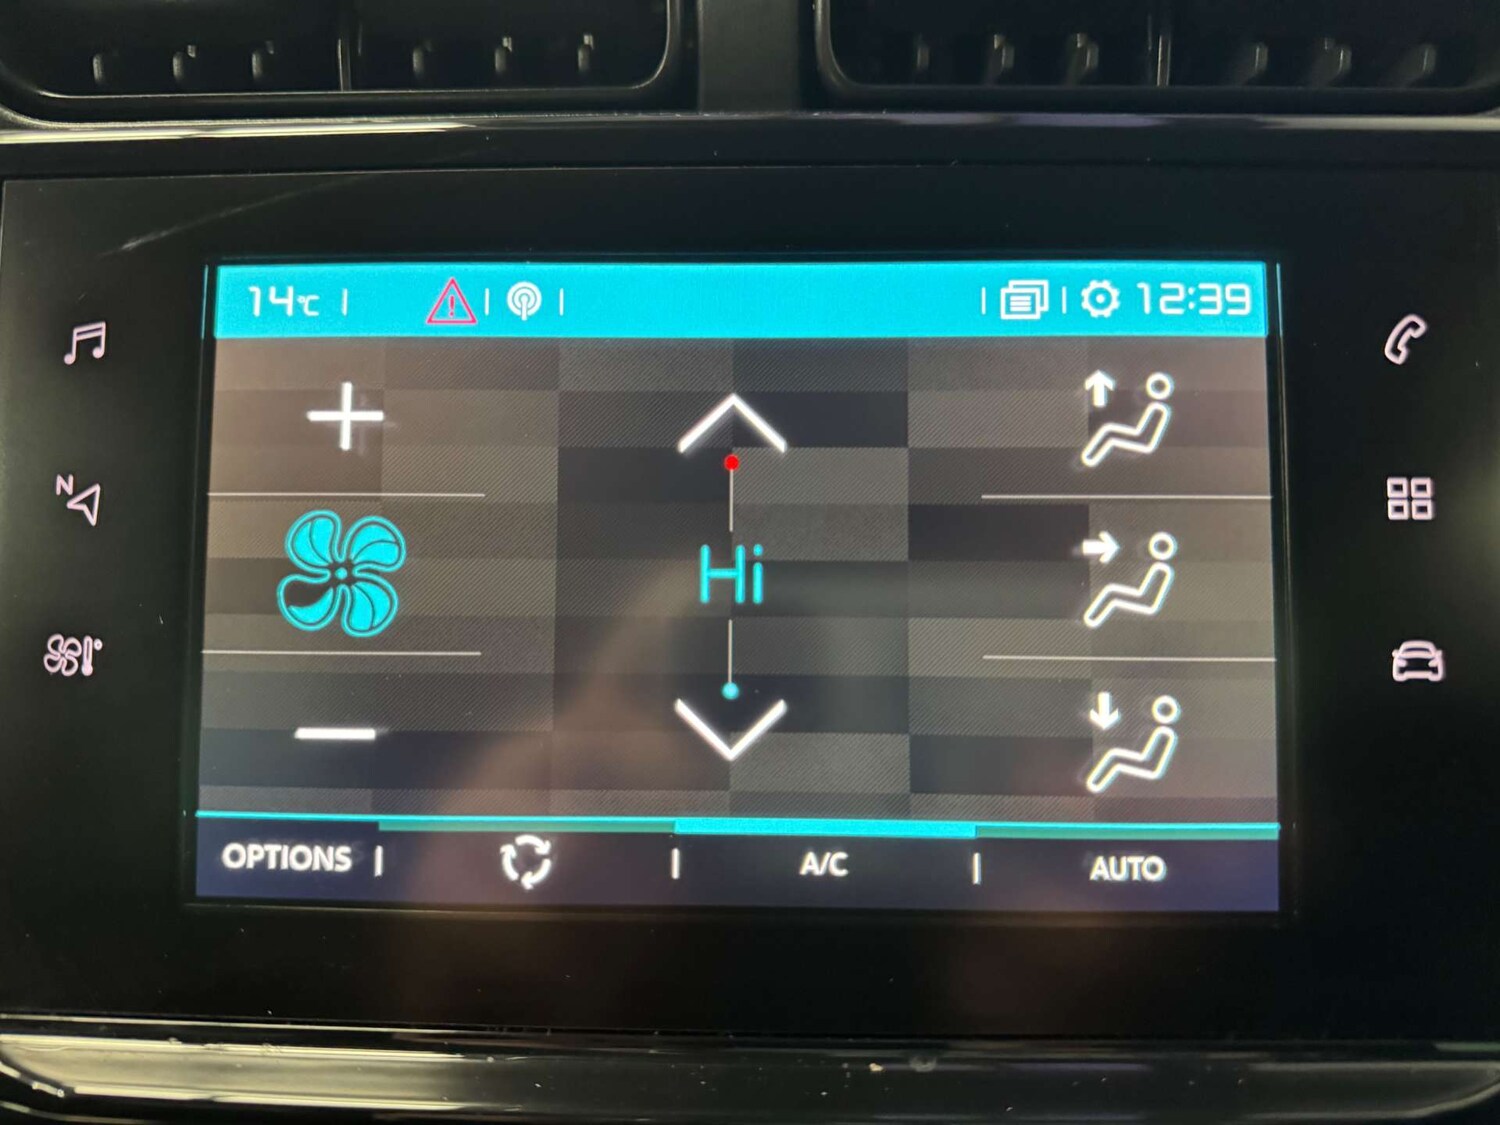 14°C
12:39
N
Hi
OPTIONS
A/C
AUTO